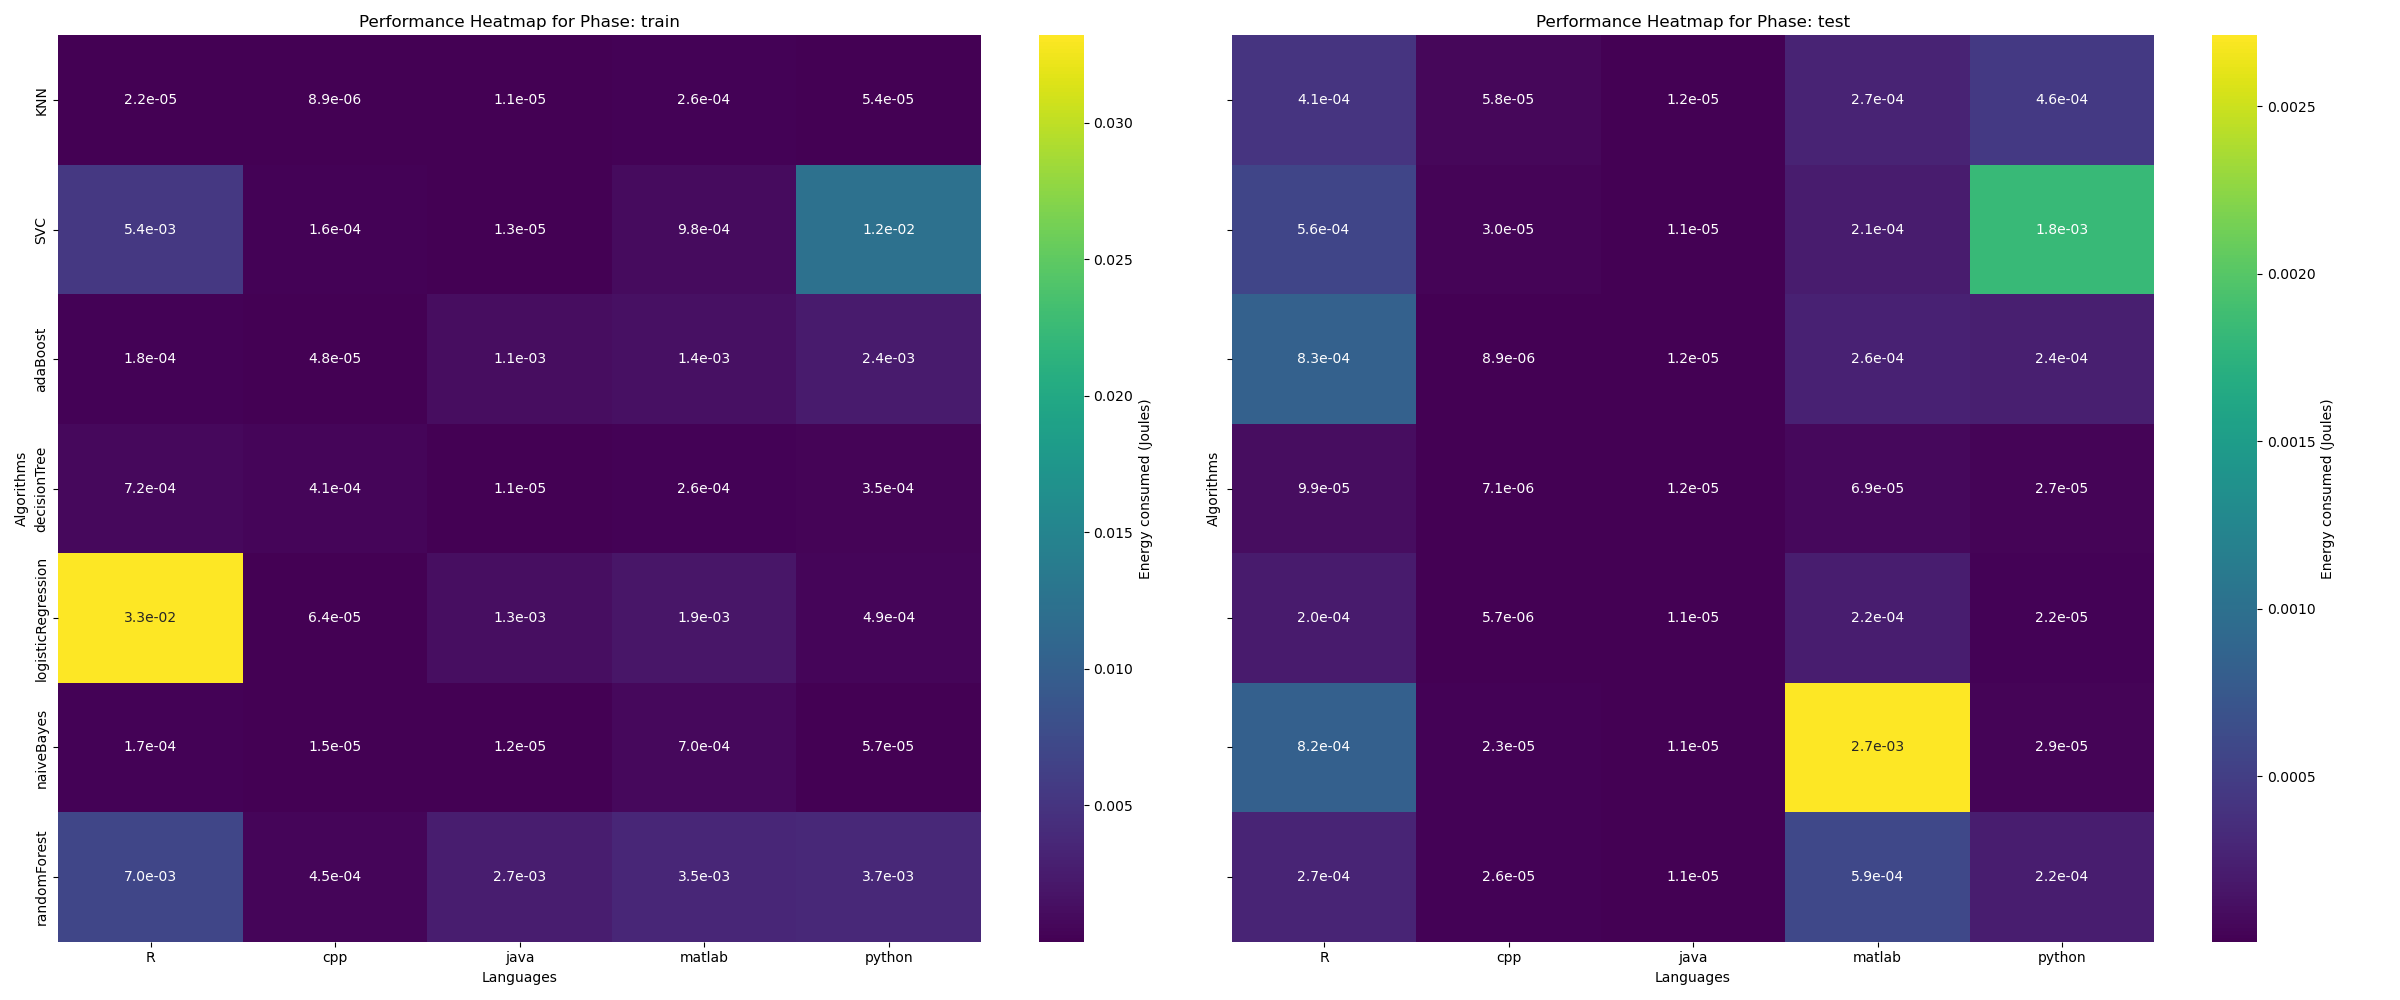 Performance Heatmap for Phase: train
Algorithms
KNN 2.2e-05 8.9e-06 1.1e-05 2.6e-04 5.4e-05
SVC 5.4e-03 1.6e-04 1.3e-05 9.8e-04 1.2e-02
adaBoost 1.8e-04 4.8e-05 1.1e-03 1.4e-03 2.4e-03
decisionTree 7.2e-04 4.1e-04 1.1e-05 2.6e-04 3.5e-04
logisticRegression 3.3e-02 6.4e-05 1.3e-03 1.9e-03 4.9e-04
naiveBayes 1.7e-04 1.5e-05 1.2e-05 7.0e-04 5.7e-05
randomForest 7.0e-03 4.5e-04 2.7e-03 3.5e-03 3.7e-03
R cpp java matlab python
Languages
0.030
0.025
0.020
0.015
0.010
0.005
Energy consumed (Joules)
Performance Heatmap for Phase: test
Algorithms
4.1e-04 5.8e-05 1.2e-05 2.7e-04 4.6e-04
5.6e-04 3.0e-05 1.1e-05 2.1e-04 1.8e-03
8.3e-04 8.9e-06 1.2e-05 2.6e-04 2.4e-04
9.9e-05 7.1e-06 1.2e-05 6.9e-05 2.7e-05
2.0e-04 5.7e-06 1.1e-05 2.2e-04 2.2e-05
8.2e-04 2.3e-05 1.1e-05 2.7e-03 2.9e-05
2.7e-04 2.6e-05 1.1e-05 5.9e-04 2.2e-04
R cpp java matlab python
Languages
0.0025
0.0020
0.0015
0.0010
0.0005
Energy consumed (Joules)